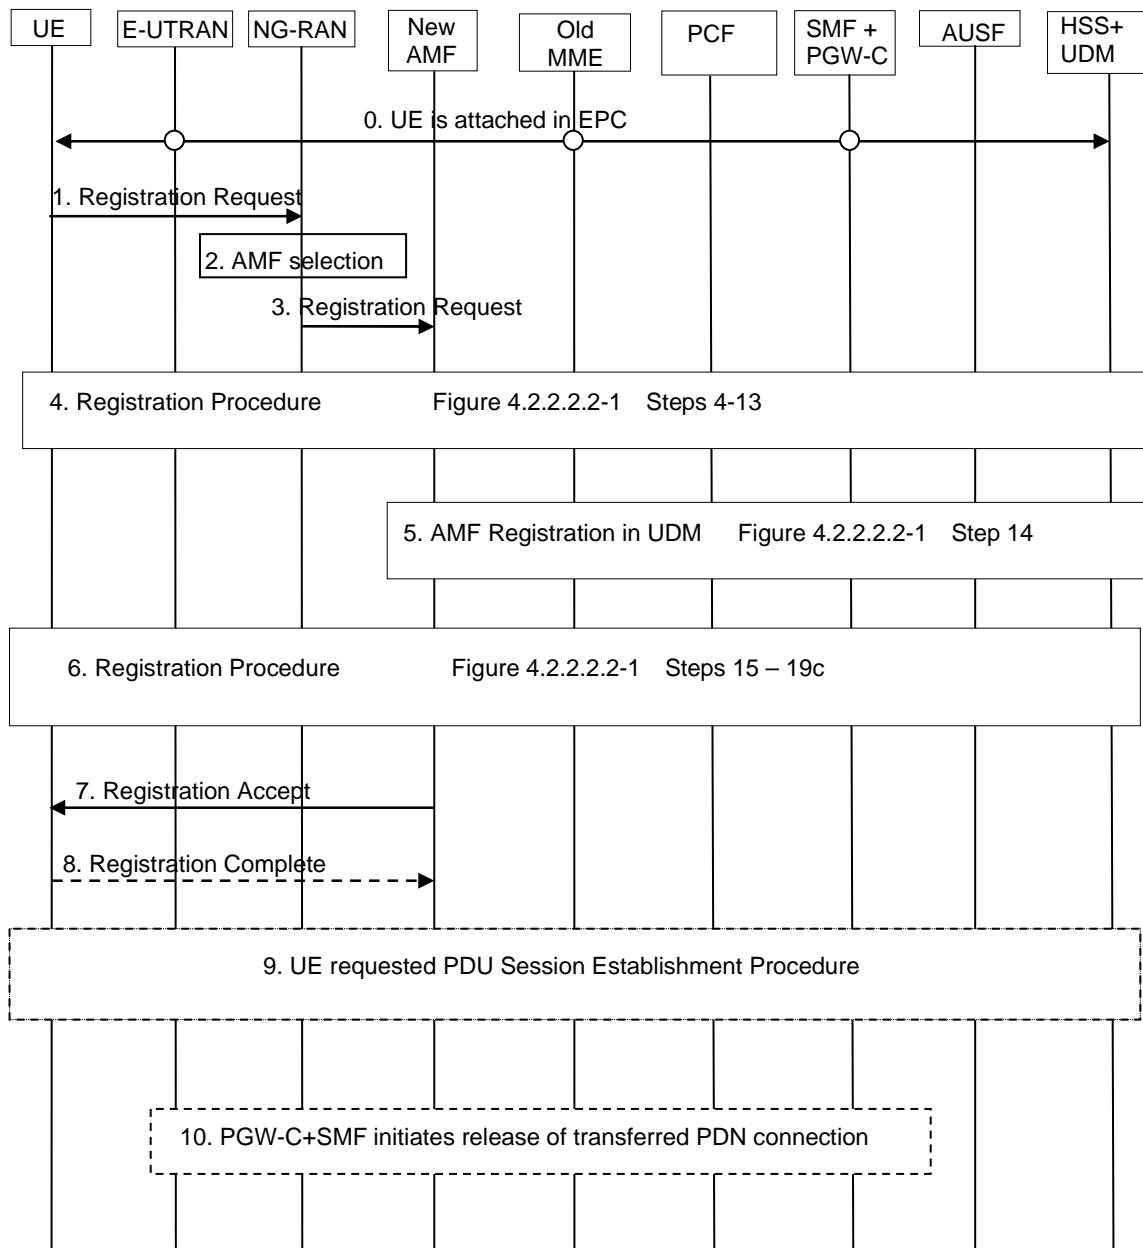 UE
E-UTRAN
NG-RAN
New
AMF
Old
MME
PCF
SMF +
PGW-C
AUSF
HSS+
UDM
0. UE is attached in EPC
1. Registration Request
2. AMF selection
3. Registration Request
4. Registration Procedure Figure 4.2.2.2.2-1 Steps 4-13
5. AMF Registration in UDM Figure 4.2.2.2.2-1 Step 14
6. Registration Procedure Figure 4.2.2.2.2-1 Steps 15 – 19c
7. Registration Accept
8. Registration Complete
9. UE requested PDU Session Establishment Procedure
10. PGW-C+SMF initiates release of transferred PDN connection